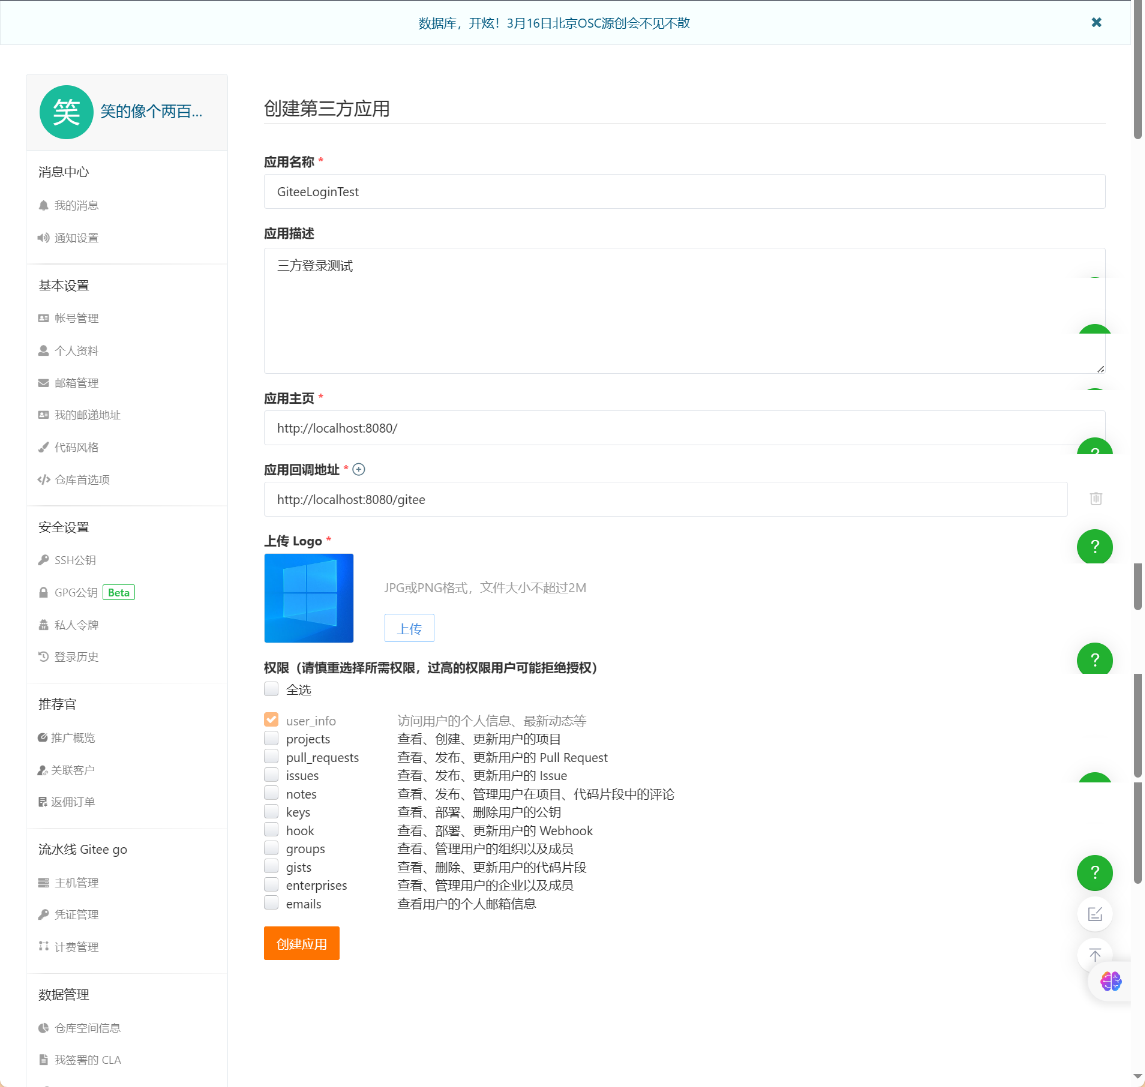 数据库，开炫！3月16日北京OSC源创会不见不散
笑
笑的像个两百...
消息中心
我的消息
通知设置
基本设置
帐号管理
个人资料
邮箱管理
我的邮递地址
代码风格
仓库首选项
安全设置
SSH公钥
GPG公钥 Beta
私人令牌
登录历史
推荐官
推广概览
关联客户
返佣订单
流水线 Gitee go
主机管理
凭证管理
计费管理
数据管理
仓库空间信息
我签署的 CLA
创建第三方应用
应用名称 *
GiteeLoginTest
应用描述
三方登录测试
应用主页 *
http://localhost:8080/
应用回调地址 *
http://localhost:8080/gitee
上传 Logo *
JPG或PNG格式，文件大小不超过2M
上传
权限（请慎重选择所需权限，过高的权限用户可能拒绝授权）
全选
user_info 访问用户的个人信息、最新动态等
projects 查看、创建、更新用户的项目
pull_requests 查看、发布、更新用户的 Pull Request
issues 查看、发布、更新用户的 Issue
notes 查看、发布、管理用户在项目、代码片段中的评论
keys 查看、部署、删除用户的公钥
hook 查看、部署、更新用户的 Webhook
groups 查看、管理用户的组织以及成员
gists 查看、删除、更新用户的代码片段
enterprises 查看、管理用户的企业以及成员
emails 查看用户的个人邮箱信息
创建应用
?
?
?
?